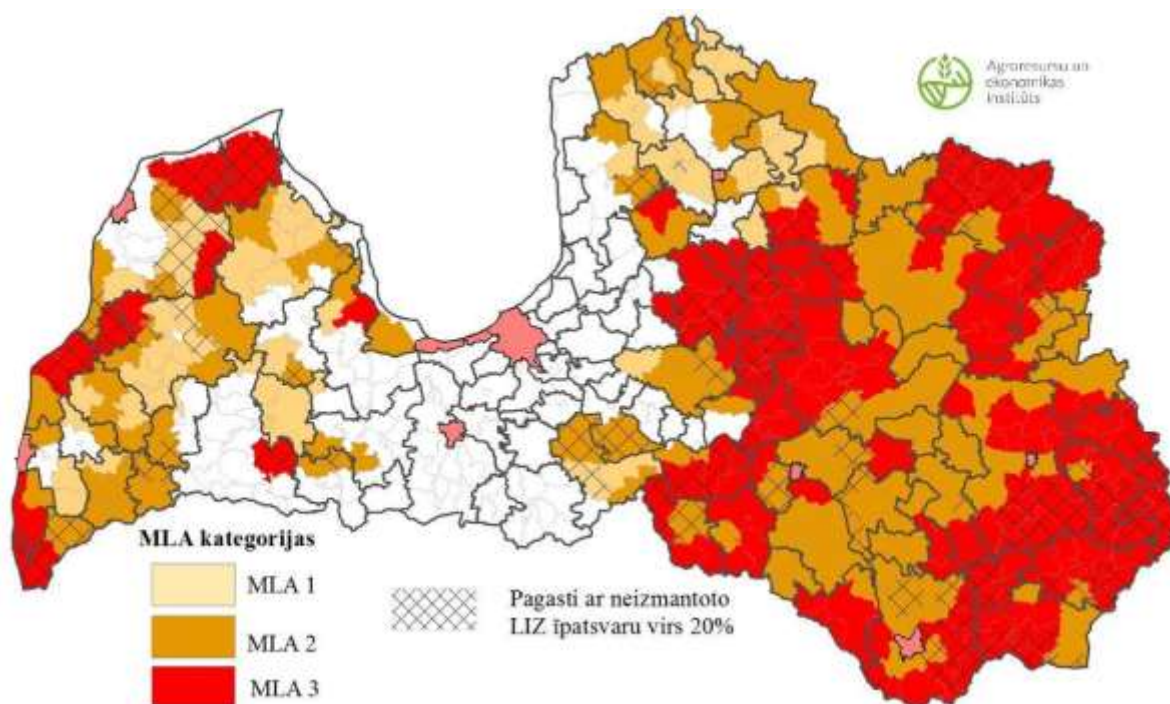 Agroresursu un
ekonomikas
institūts
MLA kategorijas
MLA 1
MLA 2
MLA 3
Pagasti ar neizmantoto
LIZ īpatsvaru virs 20%